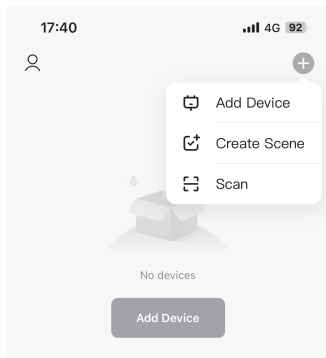 17:40
4G 92
Add Device
Create Scene
Scan
No devices
Add Device